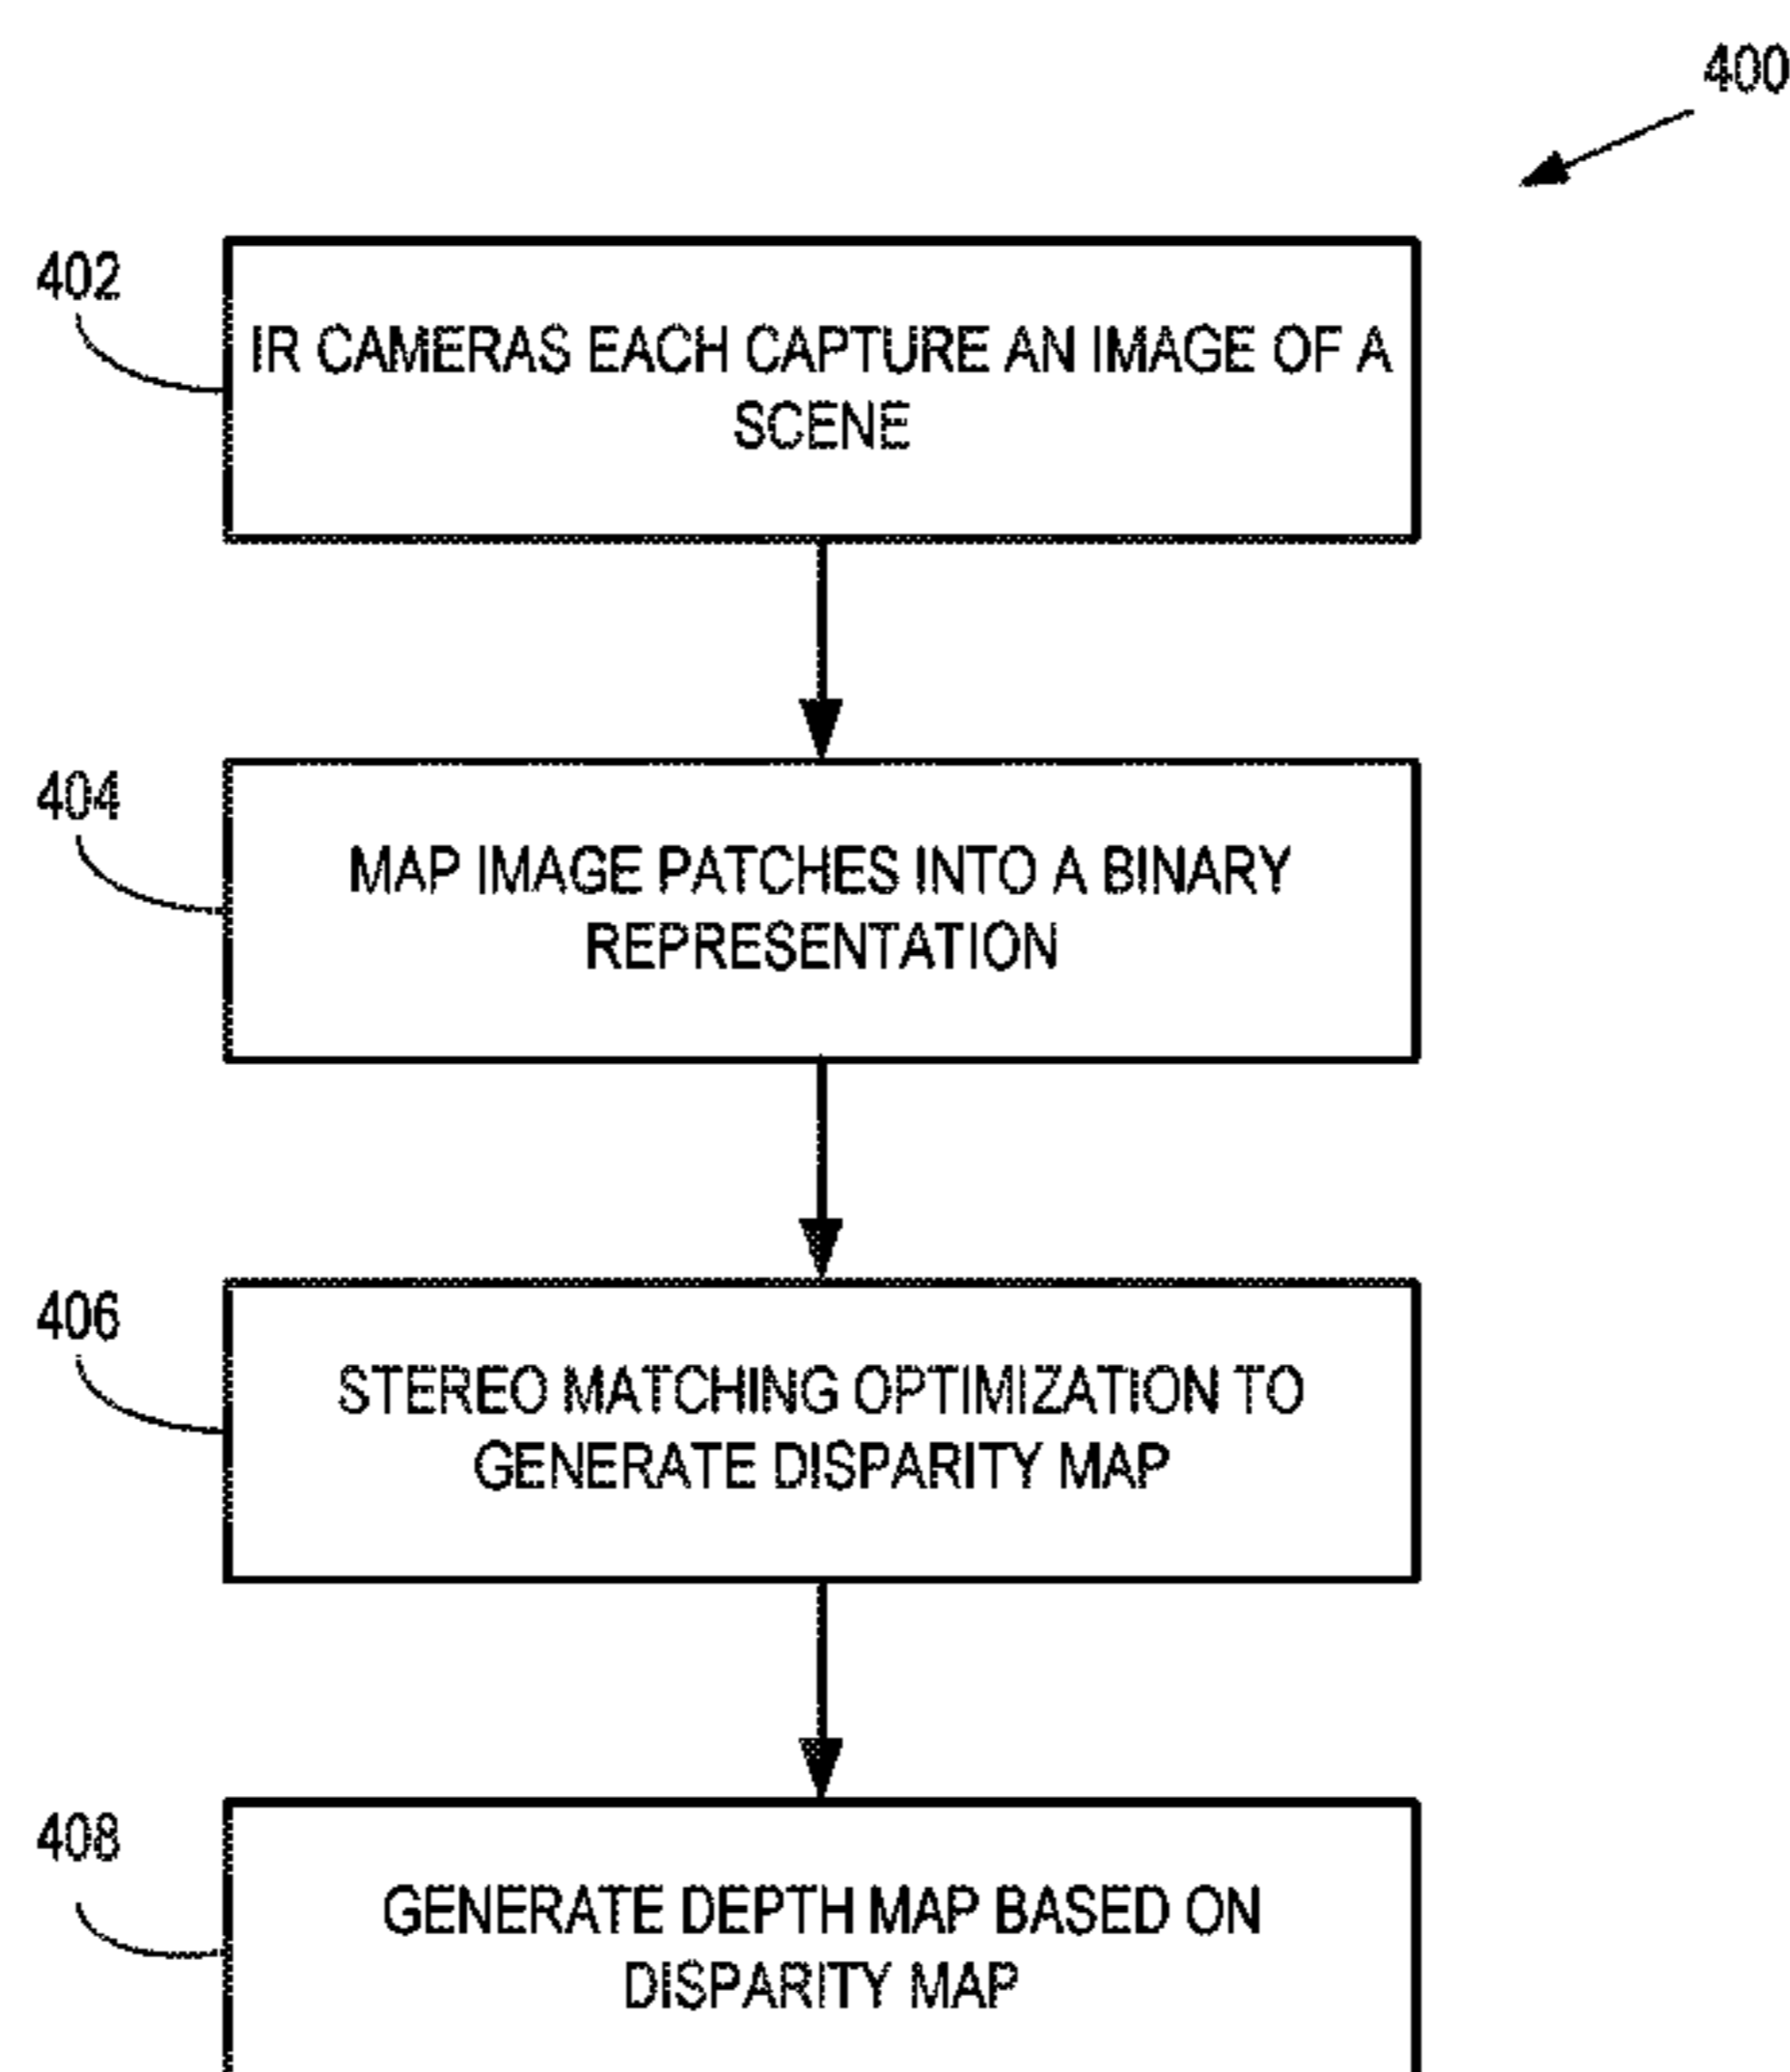 400
402
IR CAMERAS EACH CAPTURE AN IMAGE OF A
SCENE
404
MAP IMAGE PATCHES INTO A BINARY
REPRESENTATION
406
STEREO MATCHING OPTIMIZATION TO
GENERATE DISPARITY MAP
408
GENERATE DEPTH MAP BASED ON
DISPARITY MAP